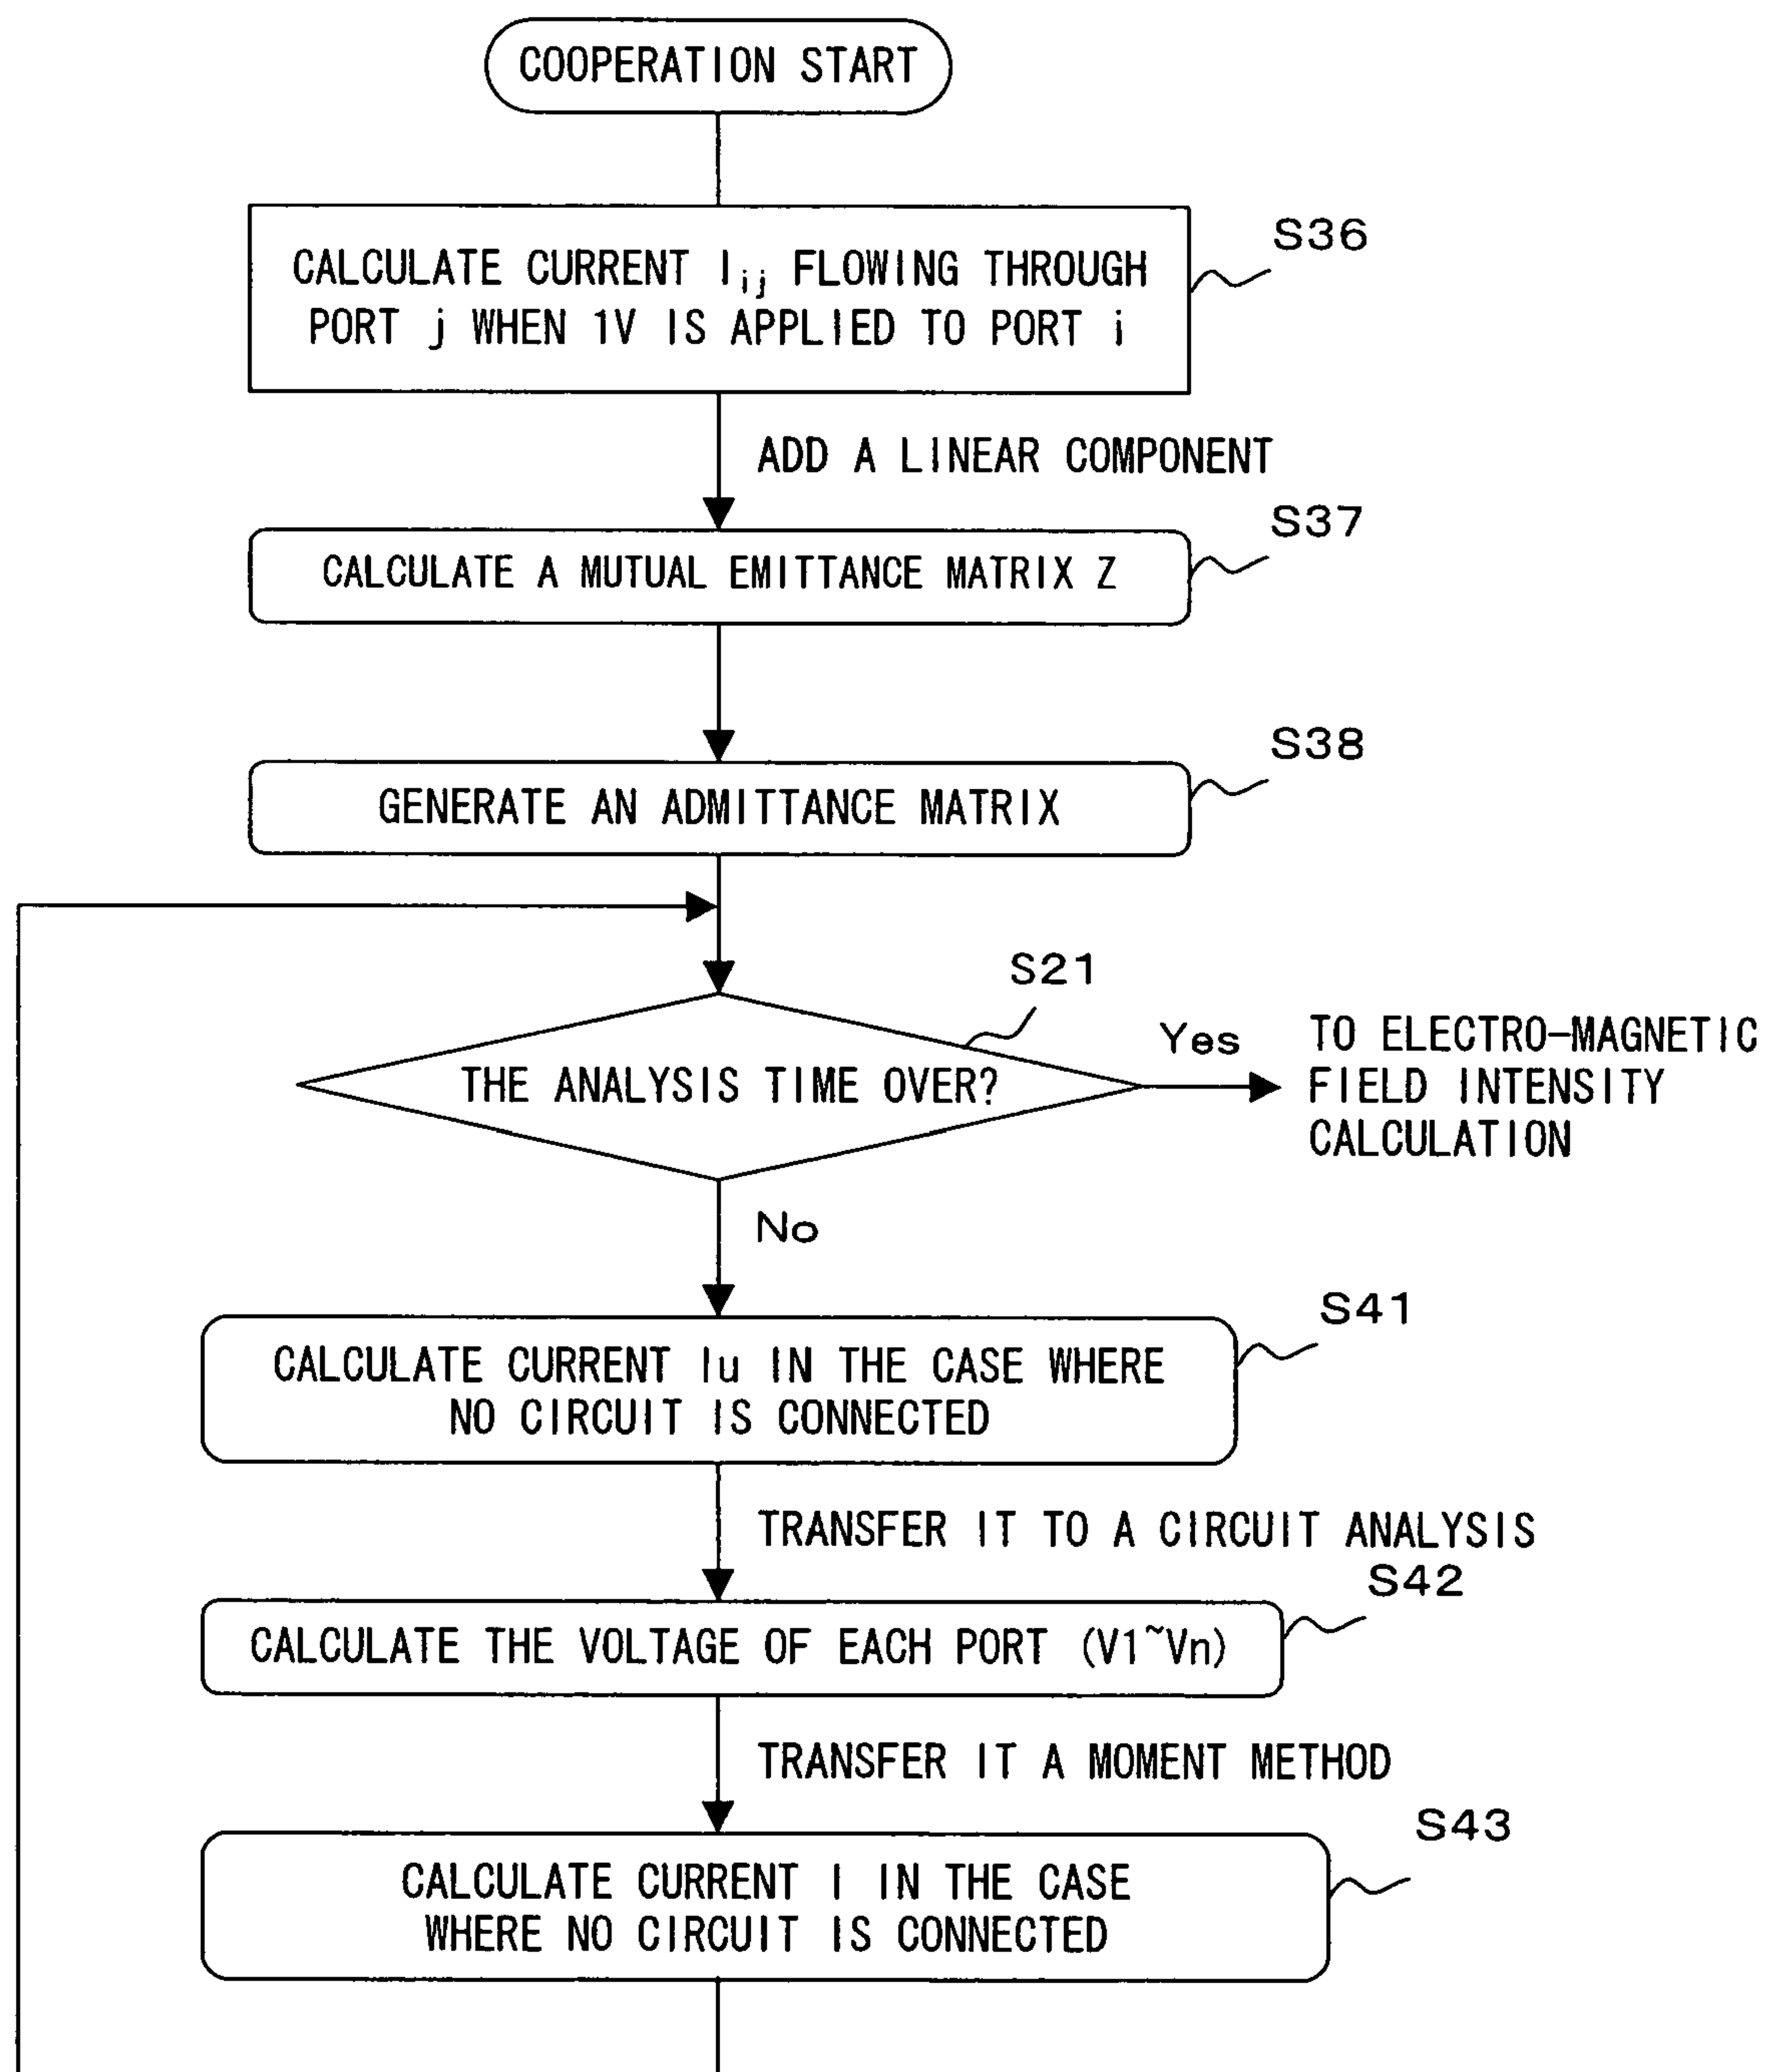 COOPERATION START
S36
CALCULATE CURRENT Iij FLOWING THROUGH
PORT j WHEN 1V IS APPLIED TO PORT i
ADD A LINEAR COMPONENT
S37
CALCULATE A MUTUAL EMITTANCE MATRIX Z
S38
GENERATE AN ADMITTANCE MATRIX
S21
THE ANALYSIS TIME OVER?
Yes
TO ELECTRO-MAGNETIC
FIELD INTENSITY
CALCULATION
No
S41
CALCULATE CURRENT Iu IN THE CASE WHERE
NO CIRCUIT IS CONNECTED
TRANSFER IT TO A CIRCUIT ANALYSIS
S42
CALCULATE THE VOLTAGE OF EACH PORT (V1~Vn)
TRANSFER IT A MOMENT METHOD
S43
CALCULATE CURRENT I IN THE CASE
WHERE NO CIRCUIT IS CONNECTED